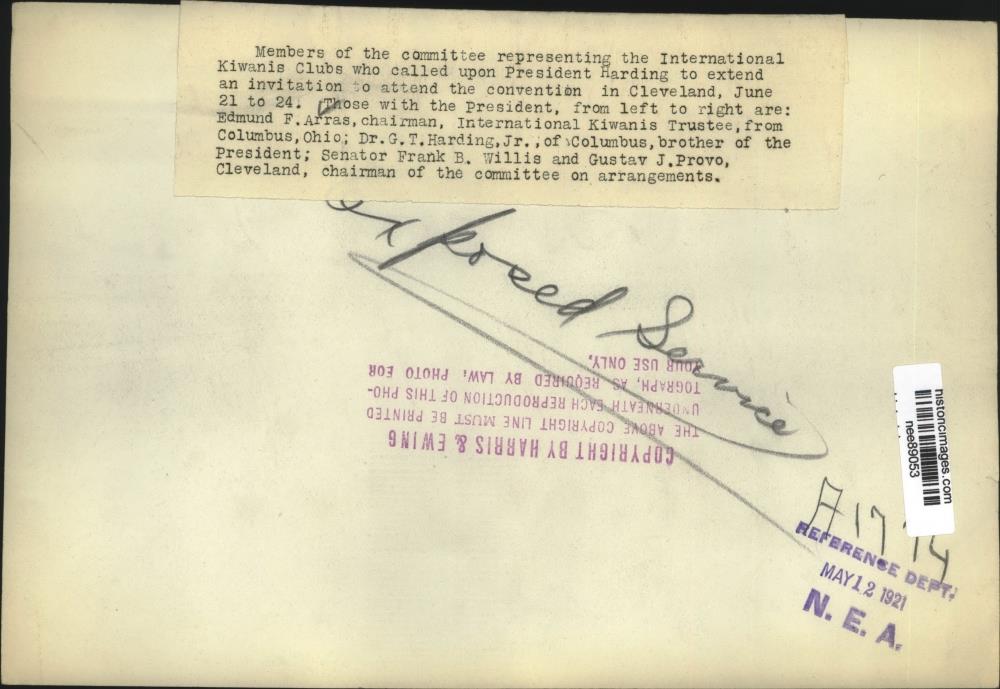 Members of the committee representing the International
Kiwanis Clubs who called upon President Harding to extend
an invitation to attend the convention in Cleveland, June
21 to 24. Those with the President, from left to right are:
Edmund F.Arras,chairman, International Kiwanis Trustee,from
Columbus,Ohio; Dr.G.T.Harding,Jr.,of Columbus,brother of the
President; Senator Frank B. Willis and Gustav J.Provo,
Cleveland, chairman of the committee on arrangements.
Exposed Service
COPYRIGHT BY HARRIS & EWING
THE ABOVE COPYRIGHT LINE MUST BE PRINTED
UNDERNEATH EACH REPRODUCTION OF THIS PHO-
TOGRAPH, AS REQUIRED BY LAW. PHOTO FOR
YOUR USE ONLY.
historicimages.com
nee89053
REFERENCE DEPT.
MAY 12 1921
N. E. A.